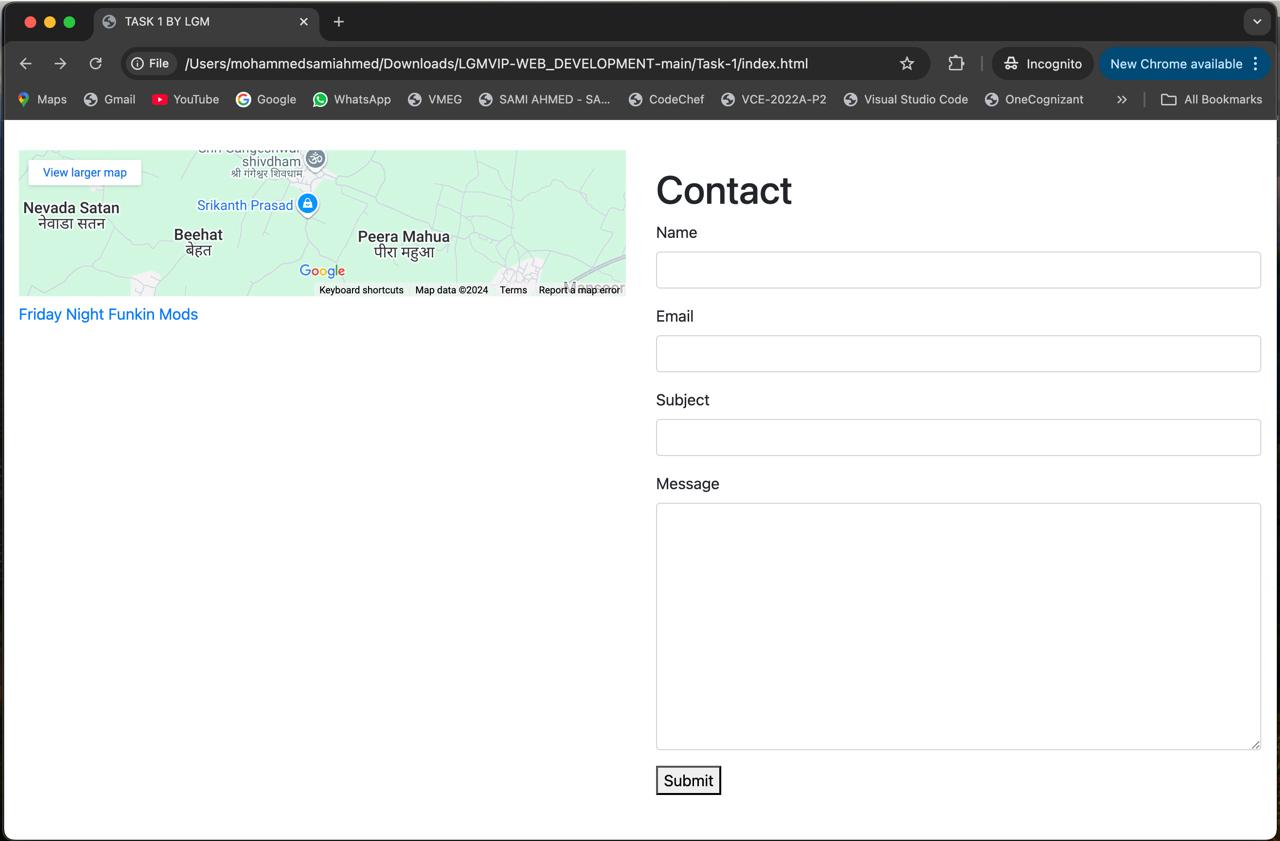 TASK 1 BY LGM
File
/Users/mohammedsamiahmed/Downloads/LGMVIP-WEB_DEVELOPMENT-main/Task-1/index.html
Incognito
New Chrome available
Maps
Gmail
YouTube
Google
WhatsApp
VMEG
SAMI AHMED - SA...
CodeChef
VCE-2022A-P2
Visual Studio Code
OneCognizant
All Bookmarks
View larger map
shivdham
श्री गंगेश्वर शिवधाम
Srikanth Prasad
Nevada Satan
नेवाडा सतन
Beehat
बेहत
Peera Mahua
पीरा महुआ
Google
Keyboard shortcuts
Map data ©2024
Terms
Report a map error
Friday Night Funkin Mods
Contact
Name
Email
Subject
Message
Submit